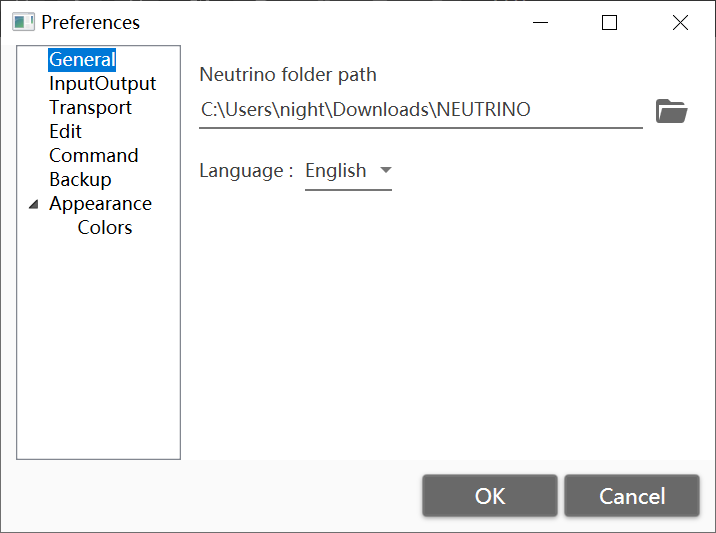 Preferences
General
InputOutput
Transport
Edit
Command
Backup
Appearance
Colors
Neutrino folder path
C:\Users\night\Downloads\NEUTRINO
Language : English
OK Cancel